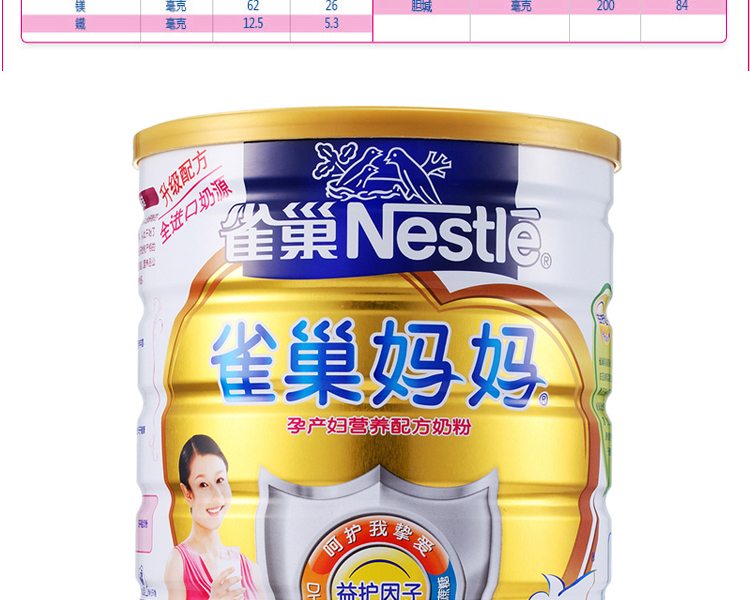 镁 毫克 62 26 胆碱 毫克 200 84
鐵 毫克 12.5 5.3
升级配方
全进口奶源
雀巢Nestlé®
雀巢妈妈®
孕产妇营养配方奶粉
呵护我挚爱
益护因子